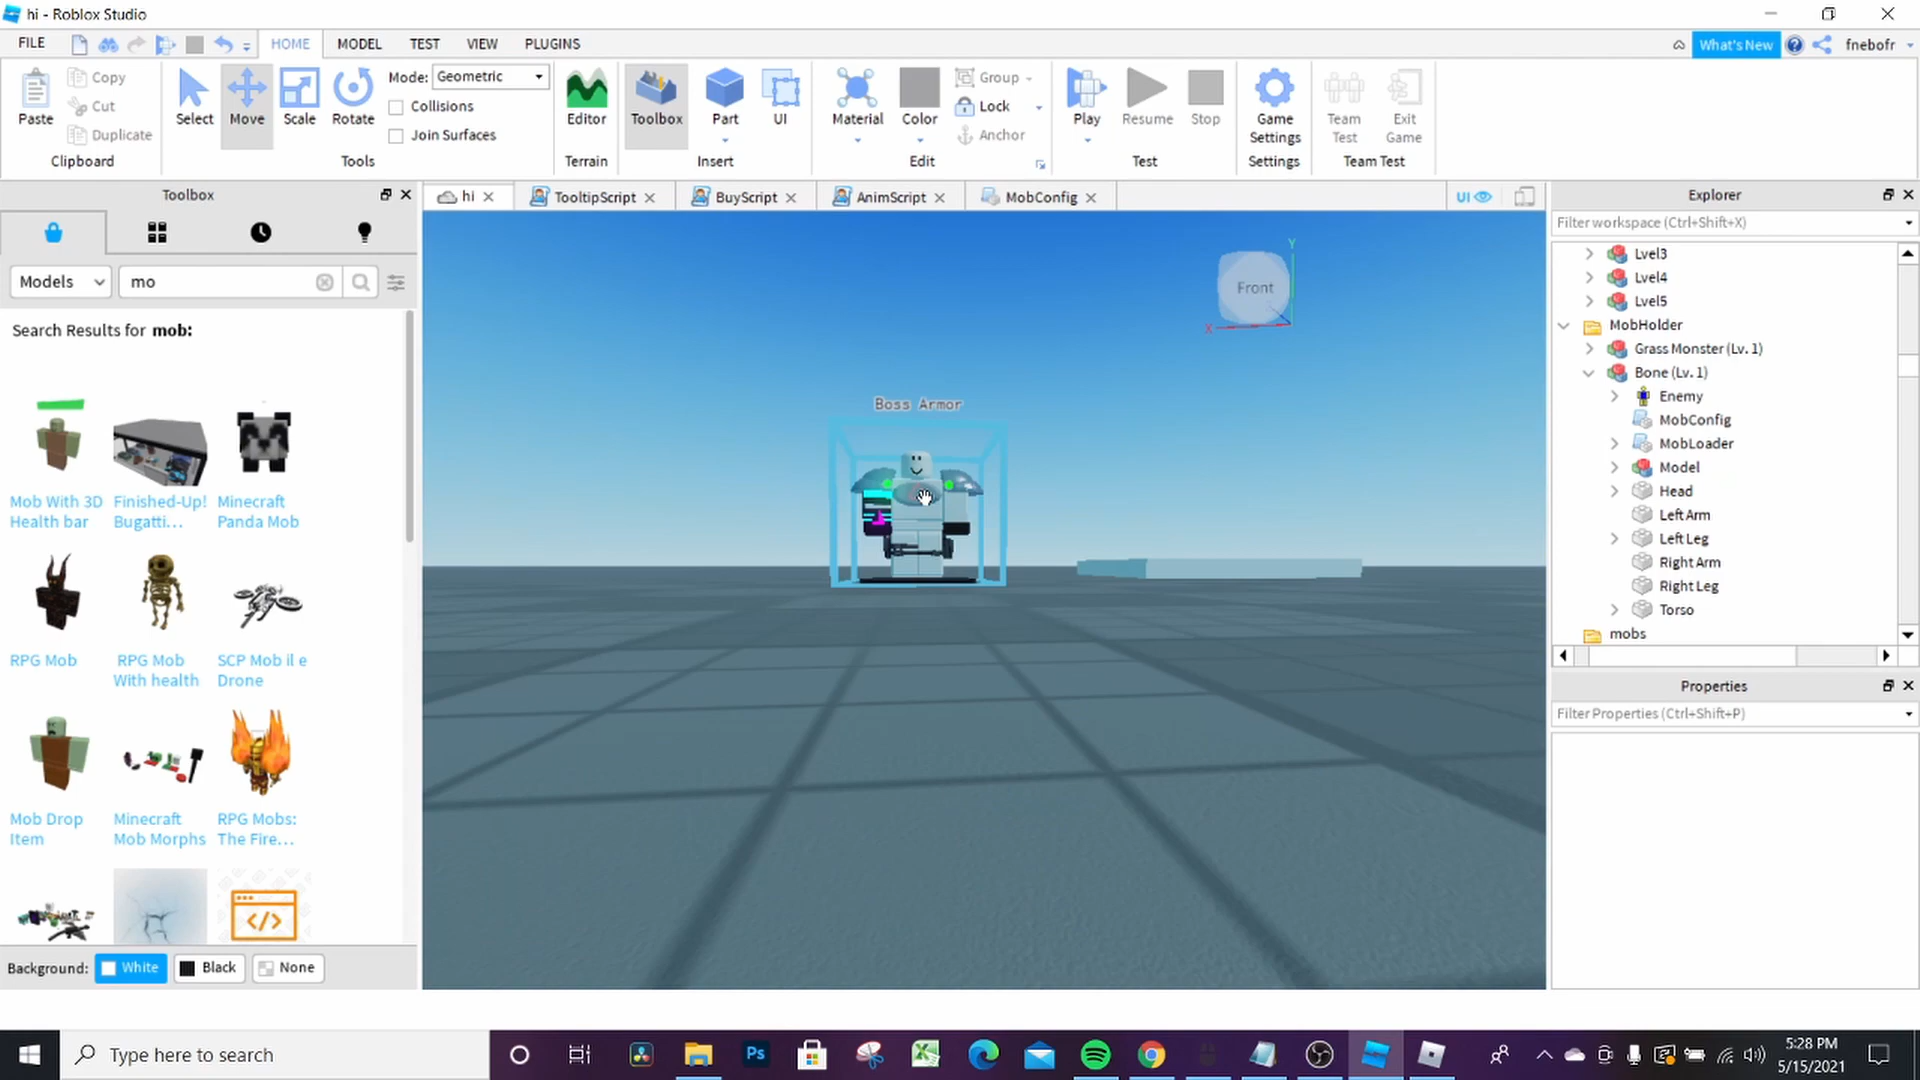 hi - Roblox Studio
FILE
HOME
MODEL
TEST
VIEW
PLUGINS
What's New
fnebofr
Paste
Copy
Cut
Duplicate
Clipboard
Select
Move
Scale
Rotate
Mode:
Geometric
Collisions
Join Surfaces
Tools
Editor
Terrain
Toolbox
Part
UI
Insert
Material
Color
Group
Lock
Anchor
Edit
Play
Resume
Stop
Test
Game
Settings
Settings
Team
Test
Exit
Game
Team Test
Toolbox
hi
TooltipScript
BuyScript
AnimScript
MobConfig
UI
Models
mo
Search Results for mob:
Mob With 3D
Health bar
Finished-Up!
Bugatti...
Minecraft
Panda Mob
RPG Mob
RPG Mob
With health
SCP Mob il e
Drone
Mob Drop
Item
Minecraft
Mob Morphs
RPG Mobs:
The Fire...
Background:
White
Black
None
Boss Armor
Front
Y
X
Explorer
Filter workspace (Ctrl+Shift+X)
Lvel3
Lvel4
Lvel5
MobHolder
Grass Monster (Lv. 1)
Bone (Lv. 1)
Enemy
MobConfig
MobLoader
Model
Head
Left Arm
Left Leg
Right Arm
Right Leg
Torso
mobs
Properties
Filter Properties (Ctrl+Shift+P)
Type here to search
Ps
5:28 PM
5/15/2021